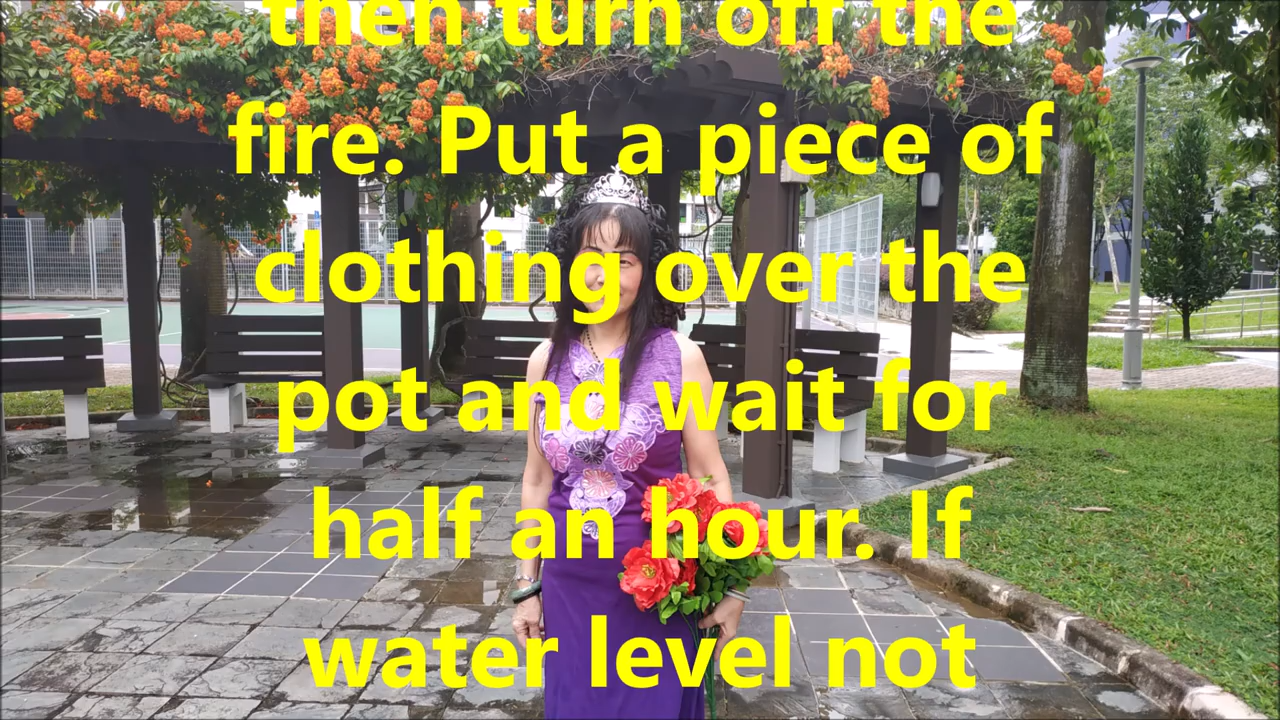 then turn off the
fire. Put a piece of
clothing over the
pot and wait for
half an hour. If
water level not